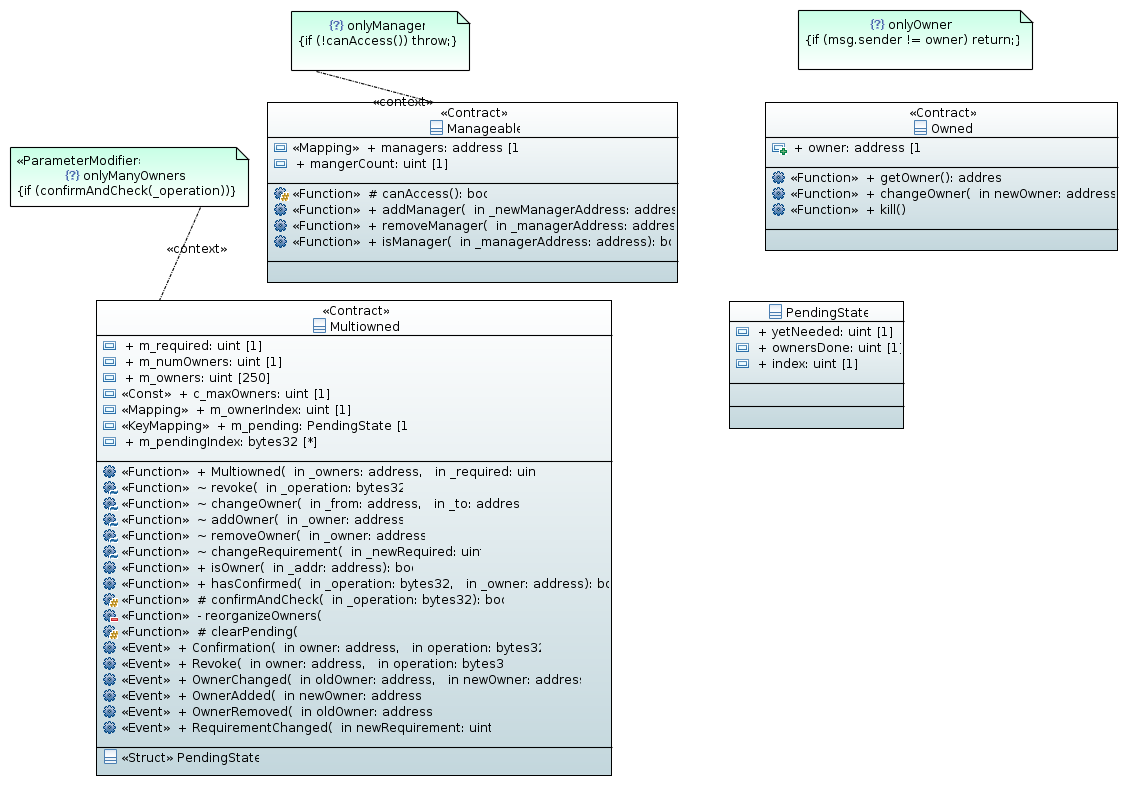 {?} onlyManager
{if (!canAccess()) throw;}
{?} onlyOwner
{if (msg.sender != owner) return;}
«context»
«Contract»
Manageable
«Mapping» + managers: address [1
+ mangerCount: uint [1]
«Function» # canAccess(): boo
«Function» + addManager( in _newManagerAddress: addres
«Function» + removeManager( in _managerAddress: addres
«Function» + isManager( in _managerAddress: address): bo
«Contract»
Owned
+ owner: address [1
«Function» + getOwner(): addres
«Function» + changeOwner( in newOwner: address
«Function» + kill()
«ParameterModifier:
{?} onlyManyOwners
{if (confirmAndCheck(_operation))}
«context»
«Contract»
Multiowned
+ m_required: uint [1]
+ m_numOwners: uint [1]
+ m_owners: uint [250]
«Const» + c_maxOwners: uint [1]
«Mapping» + m_ownerIndex: uint [1]
«KeyMapping» + m_pending: PendingState [1
+ m_pendingIndex: bytes32 [*]
«Function» + Multiowned( in _owners: address, in _required: uin
«Function» ~ revoke( in _operation: bytes32
«Function» ~ changeOwner( in _from: address, in _to: addres
«Function» ~ addOwner( in _owner: address
«Function» ~ removeOwner( in _owner: address
«Function» ~ changeRequirement( in _newRequired: uint
«Function» + isOwner( in _addr: address): boo
«Function» + hasConfirmed( in _operation: bytes32, in _owner: address): bo
«Function» # confirmAndCheck( in _operation: bytes32): boo
«Function» - reorganizeOwners(
«Function» # clearPending(
«Event» + Confirmation( in owner: address, in operation: bytes32
«Event» + Revoke( in owner: address, in operation: bytes3
«Event» + OwnerChanged( in oldOwner: address, in newOwner: address
«Event» + OwnerAdded( in newOwner: address
«Event» + OwnerRemoved( in oldOwner: address
«Event» + RequirementChanged( in newRequirement: uint
«Struct» PendingState
PendingState
+ yetNeeded: uint [1]
+ ownersDone: uint [1]
+ index: uint [1]